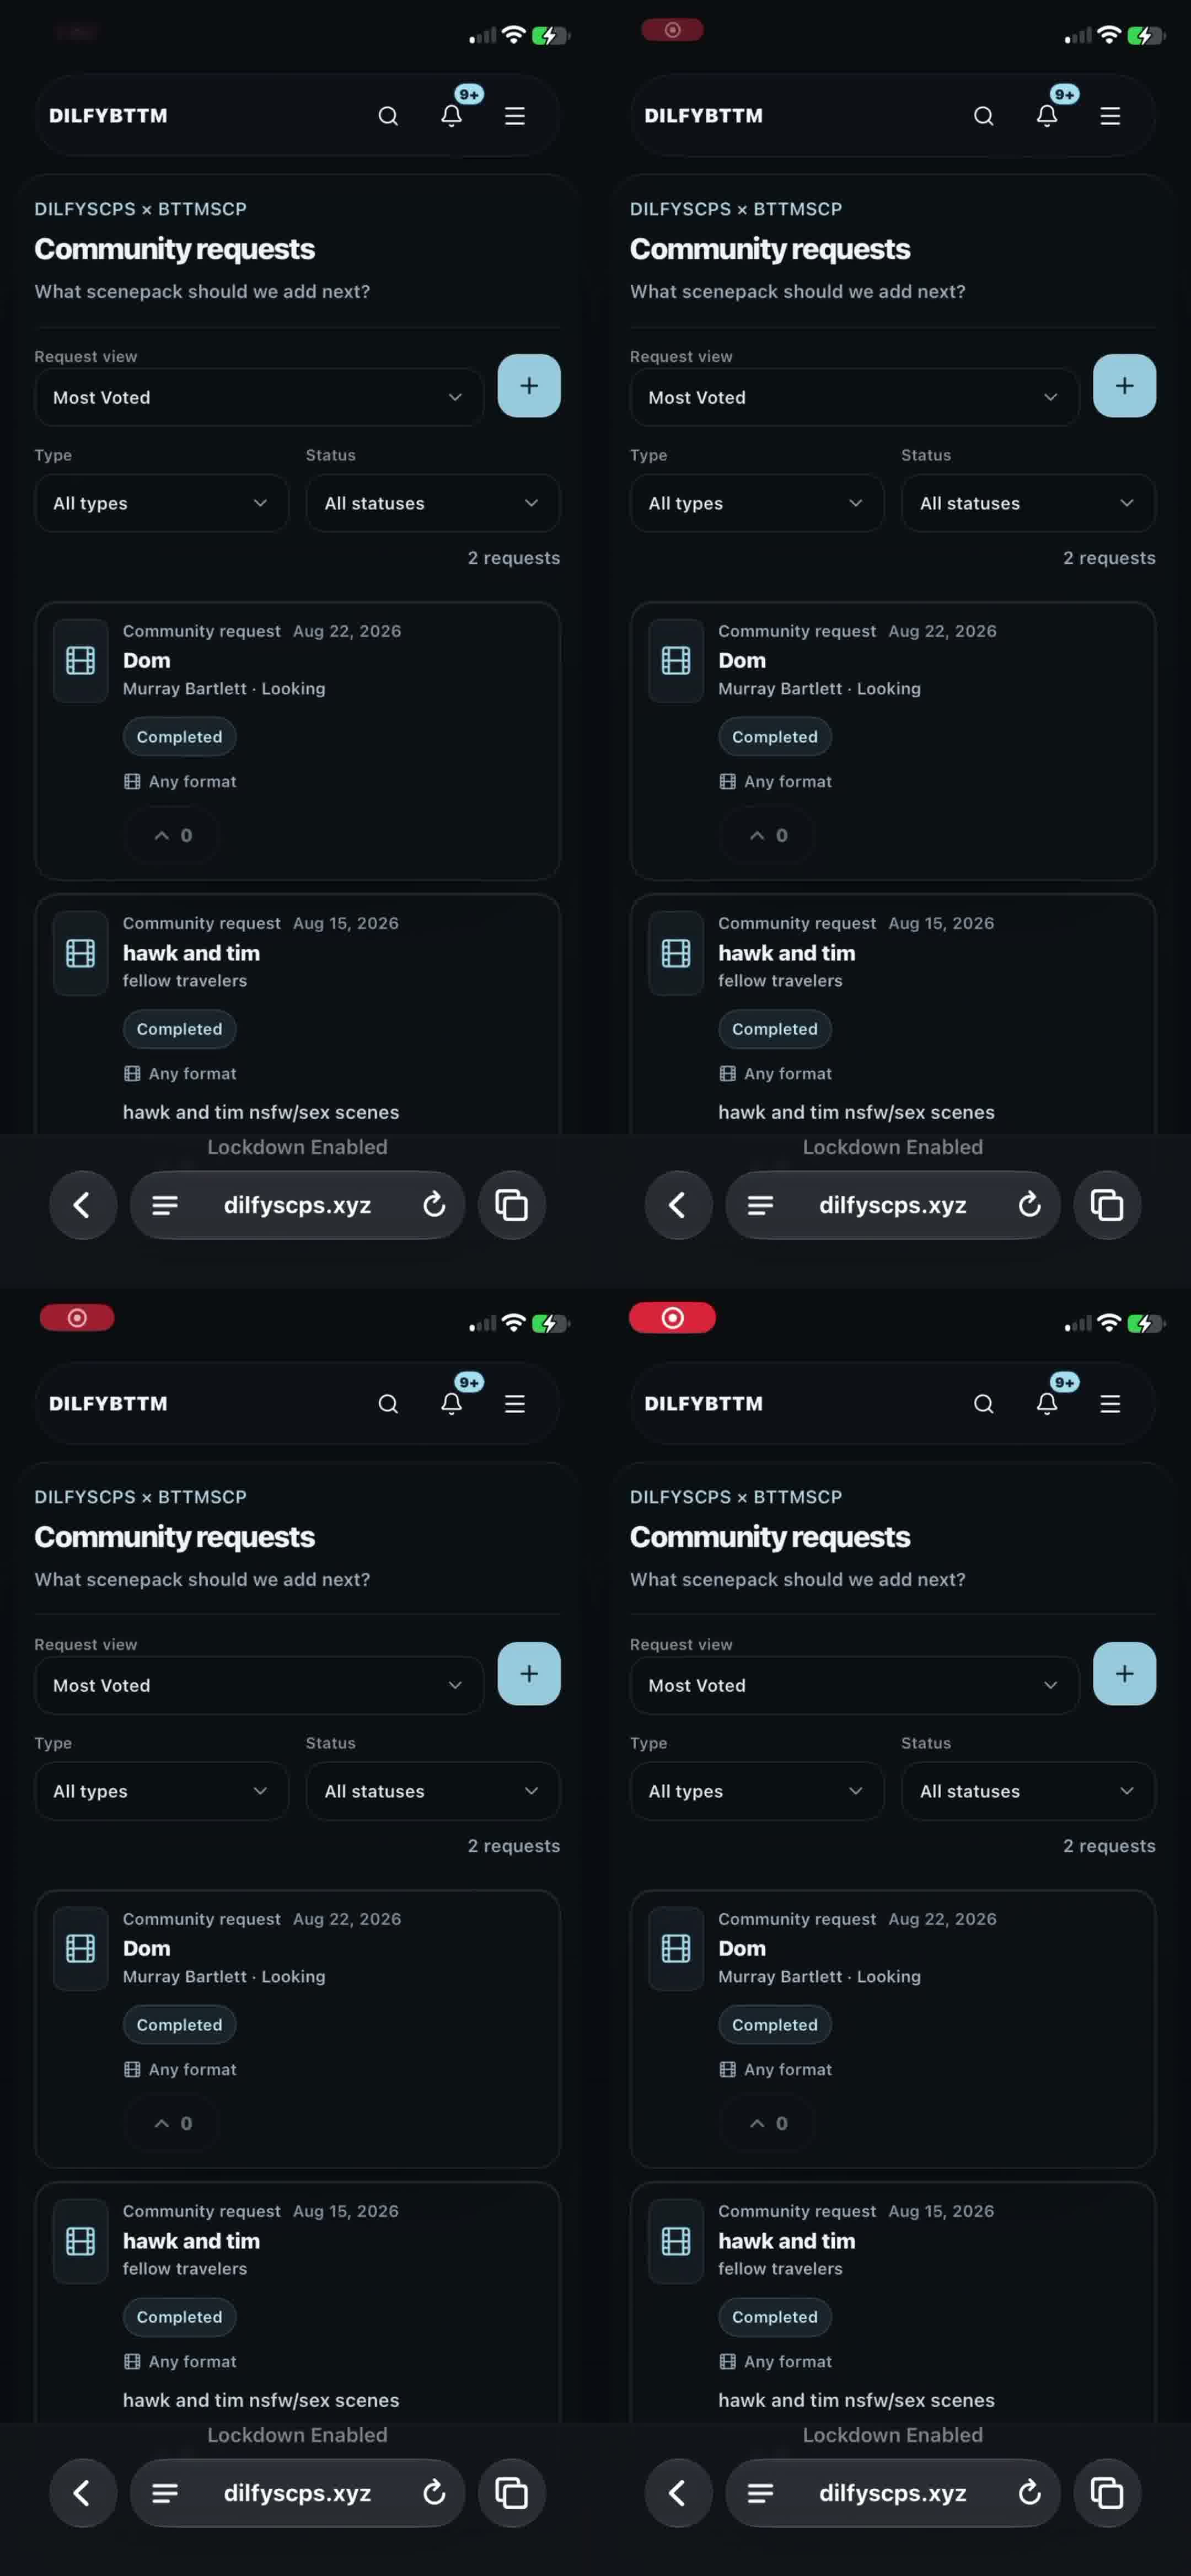 DILFYBTTM
9+
DILFYSCPS × BTTMSCP
Community requests
What scenepack should we add next?
Request view
Most Voted
Type
Status
All types
All statuses
2 requests
Community request Aug 22, 2026
Dom
Murray Bartlett · Looking
Completed
Any format
0
Community request Aug 15, 2026
hawk and tim
fellow travelers
Completed
Any format
hawk and tim nsfw/sex scenes
Lockdown Enabled
dilfyscps.xyz
DILFYBTTM
9+
DILFYSCPS × BTTMSCP
Community requests
What scenepack should we add next?
Request view
Most Voted
Type
Status
All types
All statuses
2 requests
Community request Aug 22, 2026
Dom
Murray Bartlett · Looking
Completed
Any format
0
Community request Aug 15, 2026
hawk and tim
fellow travelers
Completed
Any format
hawk and tim nsfw/sex scenes
Lockdown Enabled
dilfyscps.xyz
DILFYBTTM
9+
DILFYSCPS × BTTMSCP
Community requests
What scenepack should we add next?
Request view
Most Voted
Type
Status
All types
All statuses
2 requests
Community request Aug 22, 2026
Dom
Murray Bartlett · Looking
Completed
Any format
0
Community request Aug 15, 2026
hawk and tim
fellow travelers
Completed
Any format
hawk and tim nsfw/sex scenes
Lockdown Enabled
dilfyscps.xyz
DILFYBTTM
9+
DILFYSCPS × BTTMSCP
Community requests
What scenepack should we add next?
Request view
Most Voted
Type
Status
All types
All statuses
2 requests
Community request Aug 22, 2026
Dom
Murray Bartlett · Looking
Completed
Any format
0
Community request Aug 15, 2026
hawk and tim
fellow travelers
Completed
Any format
hawk and tim nsfw/sex scenes
Lockdown Enabled
dilfyscps.xyz